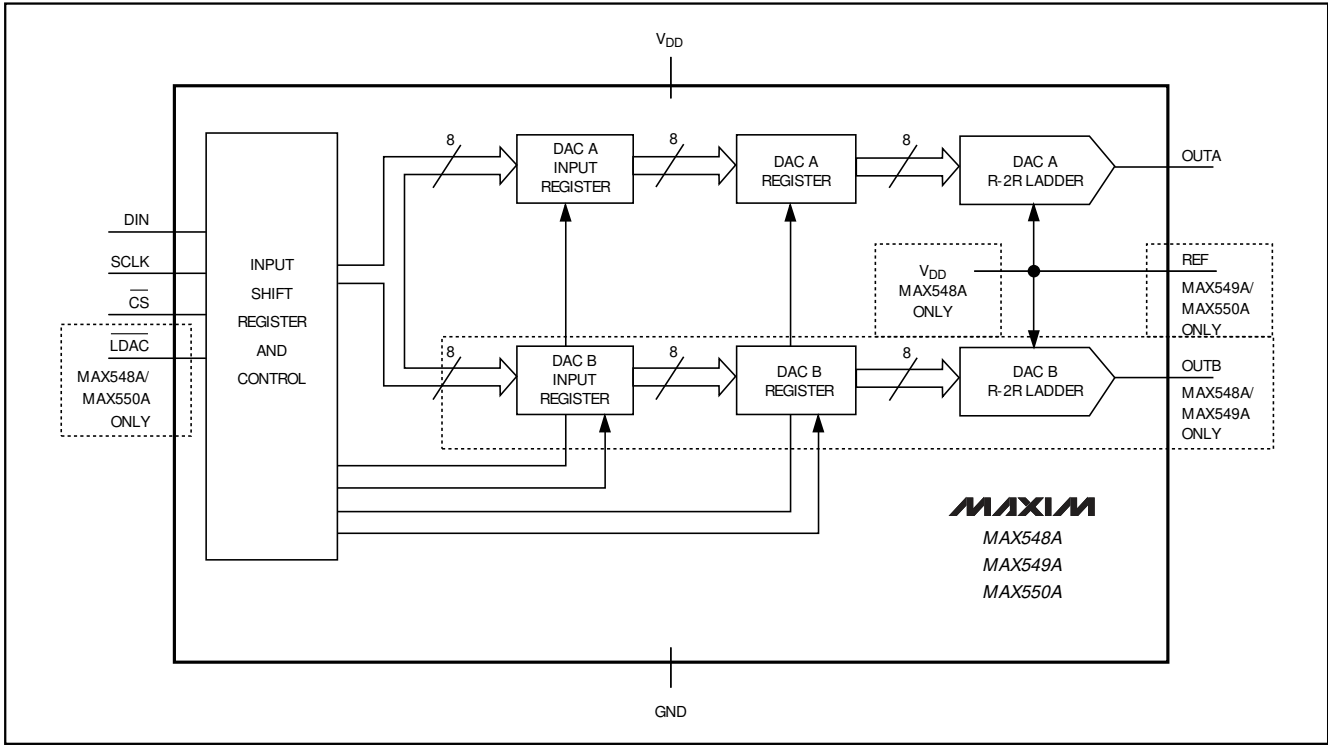 VDD
8
DAC A
INPUT
REGISTER
8
DAC A
REGISTER
8
DAC A
R-2R LADDER
OUTA
DIN
SCLK
CS
LDAC
MAX548A/
MAX550A
ONLY
INPUT
SHIFT
REGISTER
AND
CONTROL
VDD
MAX548A
ONLY
REF
MAX549A/
MAX550A
ONLY
8
DAC B
INPUT
REGISTER
8
DAC B
REGISTER
8
DAC B
R-2R LADDER
OUTB
MAX548A/
MAX549A
ONLY
MAXIM
MAX548A
MAX549A
MAX550A
GND